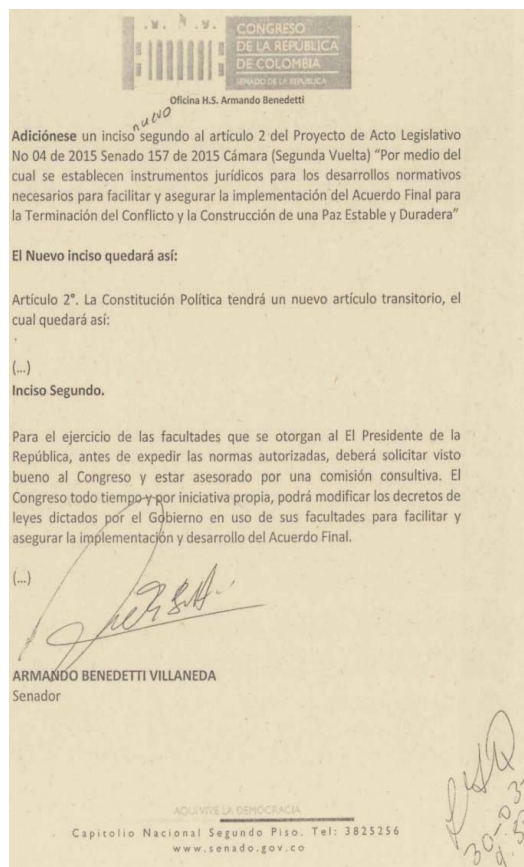 CONGRESO
DE LA REPÚBLICA
DE COLOMBIA
SENADO DE LA REPÚBLICA
Oficina H.S. Armando Benedetti
nuevo
Adiciónese un inciso segundo al artículo 2 del Proyecto de Acto Legislativo
No 04 de 2015 Senado 157 de 2015 Cámara (Segunda Vuelta) “Por medio del
cual se establecen instrumentos jurídicos para los desarrollos normativos
necesarios para facilitar y asegurar la implementación del Acuerdo Final para
la Terminación del Conflicto y la Construcción de una Paz Estable y Duradera”
El Nuevo inciso quedará así:
Artículo 2°. La Constitución Política tendrá un nuevo artículo transitorio, el
cual quedará así:
(...)
Inciso Segundo.
Para el ejercicio de las facultades que se otorgan al El Presidente de la
República, antes de expedir las normas autorizadas, deberá solicitar visto
bueno al Congreso y estar asesorado por una comisión consultiva. El
Congreso todo tiempo y por iniciativa propia, podrá modificar los decretos de
leyes dictados por el Gobierno en uso de sus facultades para facilitar y
asegurar la implementación y desarrollo del Acuerdo Final.
(...)
ARMANDO BENEDETTI VILLANEDA
Senador
AQUI VIVE LA DEMOCRACIA
Capitolio Nacional Segundo Piso. Tel: 3825256
www.senado.gov.co